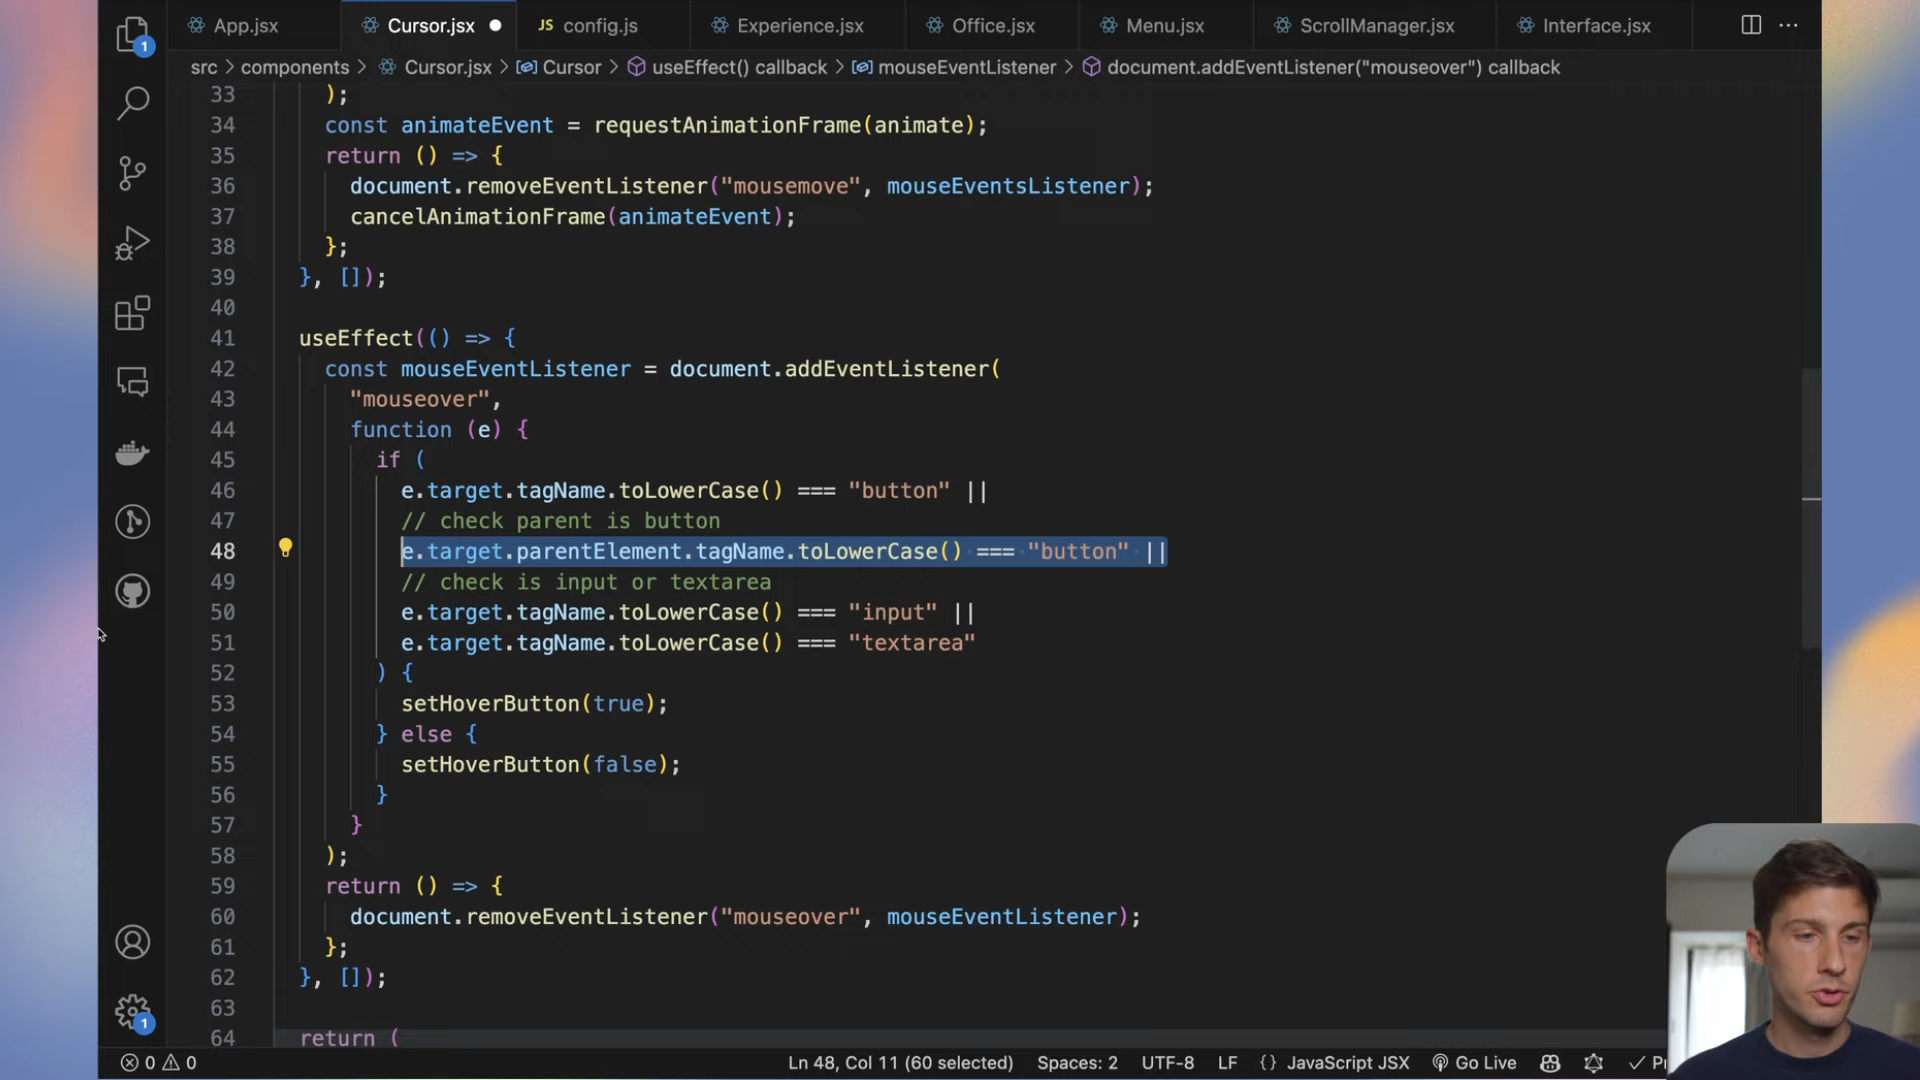 App.jsx
Cursor.jsx
JS config.js
Experience.jsx
Office.jsx
Menu.jsx
ScrollManager.jsx
Interface.jsx
1
src > components > Cursor.jsx > Cursor > useEffect() callback > mouseEventListener > document.addEventListener("mouseover") callback
33 );
34 const animateEvent = requestAnimationFrame(animate);
35 return () => {
36 document.removeEventListener("mousemove", mouseEventsListener);
37 cancelAnimationFrame(animateEvent);
38 };
39 }, []);
40
41 useEffect(() => {
42 const mouseEventListener = document.addEventListener(
43 "mouseover",
44 function (e) {
45 if (
46 e.target.tagName.toLowerCase() === "button" ||
47 // check parent is button
48 e.target.parentElement.tagName.toLowerCase() === "button" ||
49 // check is input or textarea
50 e.target.tagName.toLowerCase() === "input" ||
51 e.target.tagName.toLowerCase() === "textarea"
52 ) {
53 setHoverButton(true);
54 } else {
55 setHoverButton(false);
56 }
57 }
58 );
59 return () => {
60 document.removeEventListener("mouseover", mouseEventListener);
61 };
62 }, []);
63
64 return (
1
0 0
Ln 48, Col 11 (60 selected)
Spaces: 2
UTF-8
LF
{} JavaScript JSX
Go Live